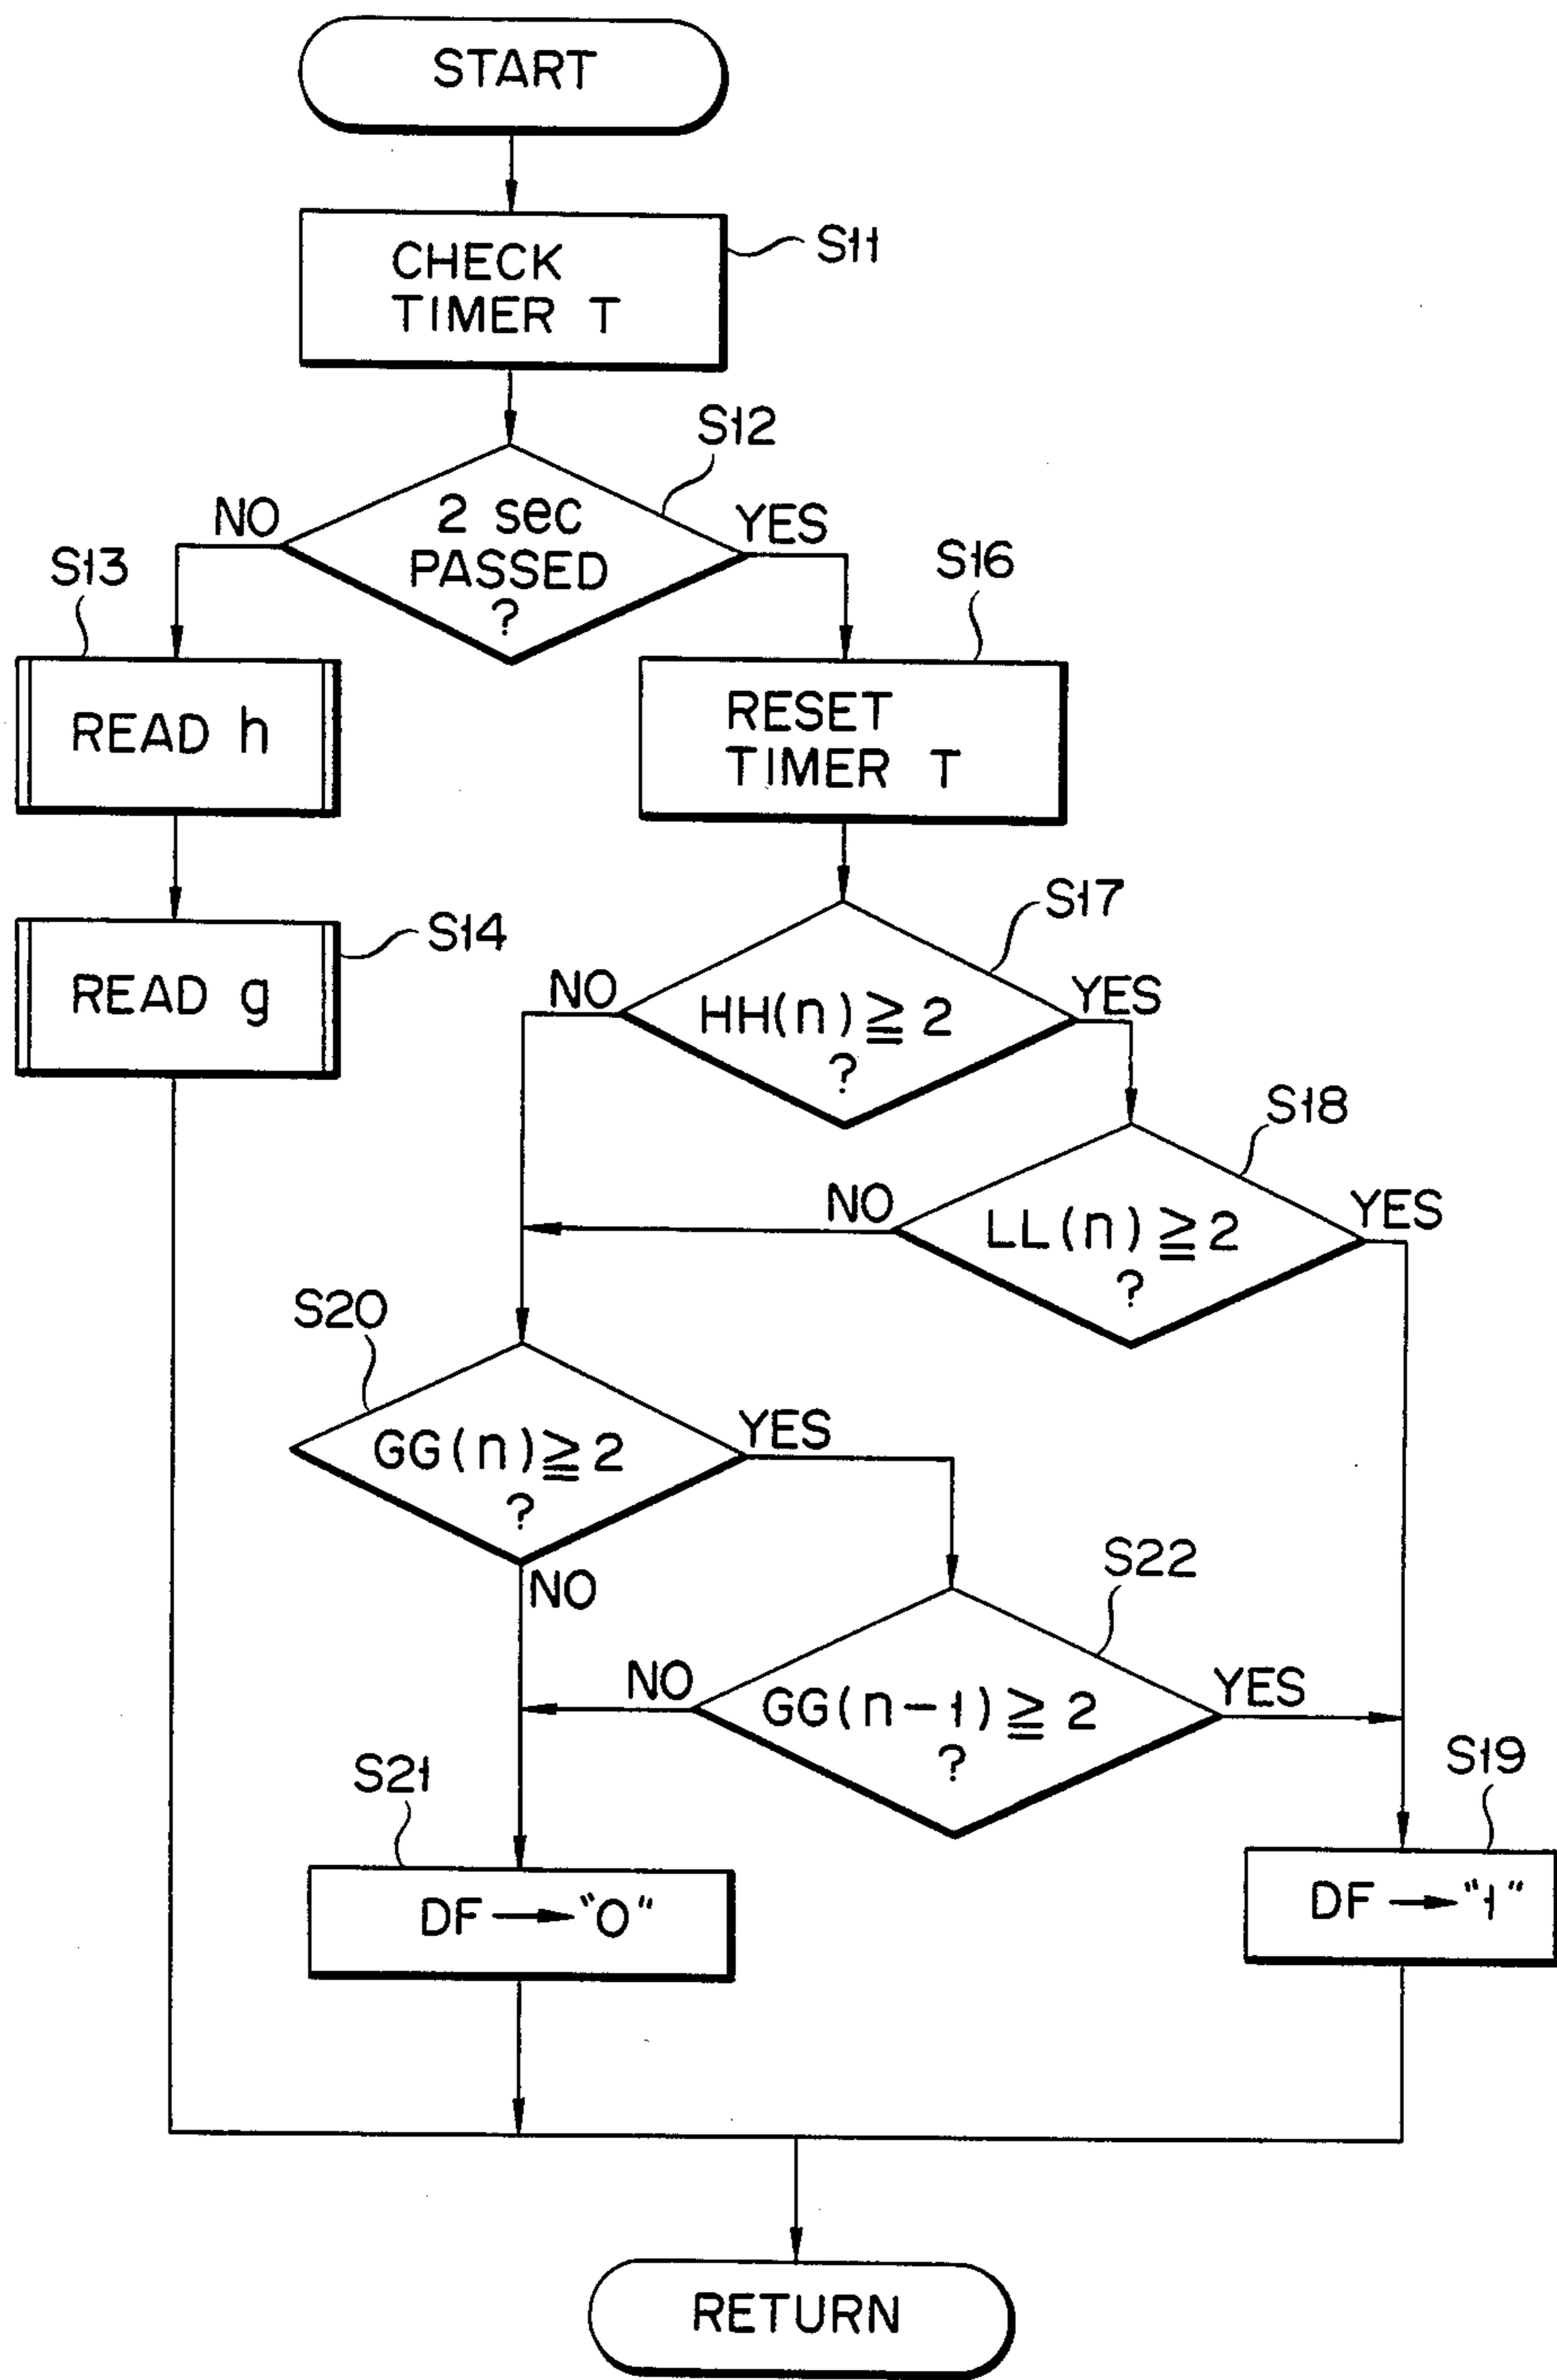 START
CHECK
TIMER T
S11
S12
2 sec
PASSED
?
NO
YES
S13
READ h
S14
READ g
S16
RESET
TIMER T
S17
HH(n) ≧ 2
?
NO
YES
S18
LL(n) ≧ 2
?
NO
YES
S20
GG(n) ≧ 2
?
YES
NO
S22
GG(n-1) ≧ 2
?
NO
YES
S21
DF → "0"
S19
DF → "1"
RETURN